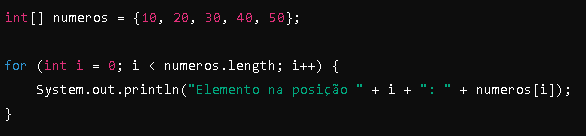 int[] numeros = {10, 20, 30, 40, 50};
for (int i = 0; i < numeros.length; i++) {
System.out.println("Elemento na posição " + i + ": " + numeros[i]);
}